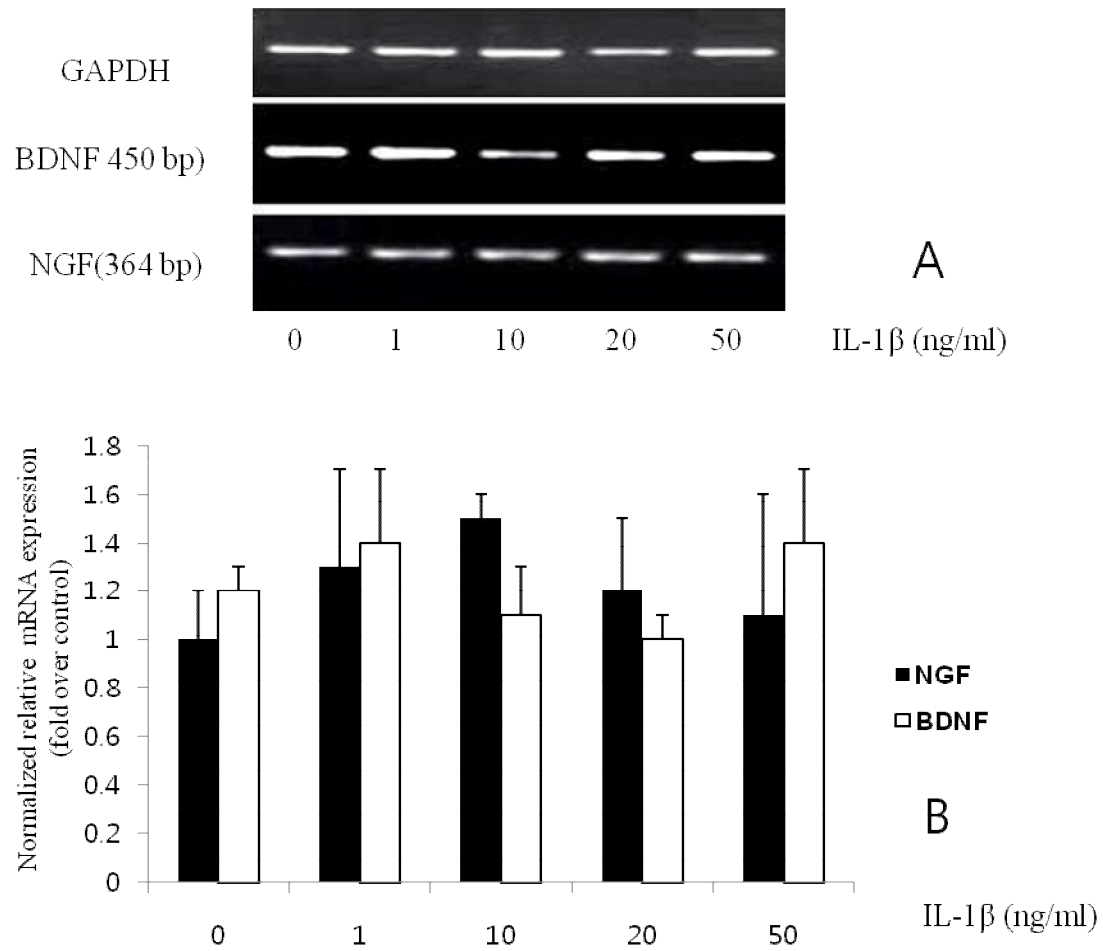 GAPDH
BDNF 450 bp)
NGF(364 bp)
A
0 1 10 20 50 IL-1β (ng/ml)
Normalized relative mRNA expression
(fold over control)
1.8
1.6
1.4
1.2
1
0.8
0.6
0.4
0.2
0
NGF
BDNF
B
0 1 10 20 50 IL-1β (ng/ml)